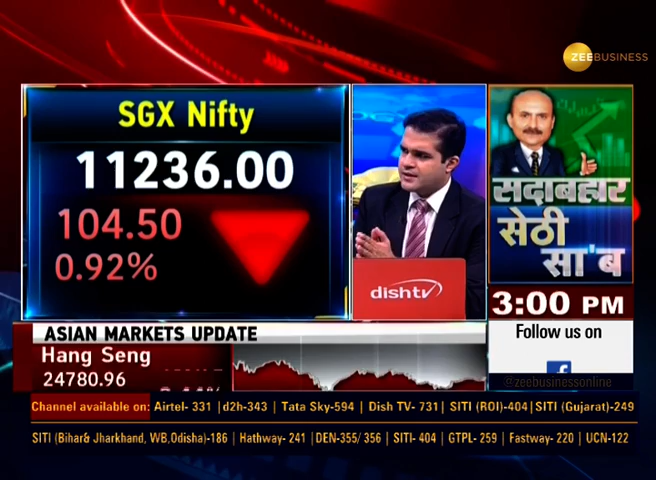 ZEE BUSINESS
SGX Nifty
11236.00
104.50
0.92%
dishtv
सदाबहार
सेठी
सा'ब
3:00 PM
ASIAN MARKETS UPDATE
Hang Seng
24780.96
Follow us on
@zeebusinessonline
Channel available on: Airtel- 331 | d2h-343 | Tata Sky-594 | Dish TV- 731| SITI (ROI)-404| SITI (Gujarat)-249
SITI (Bihar& Jharkhand, WB,Odisha)-186 | Hathway- 241 |DEN-355/ 356 | SITI- 404 | GTPL- 259 | Fastway- 220 | UCN-122